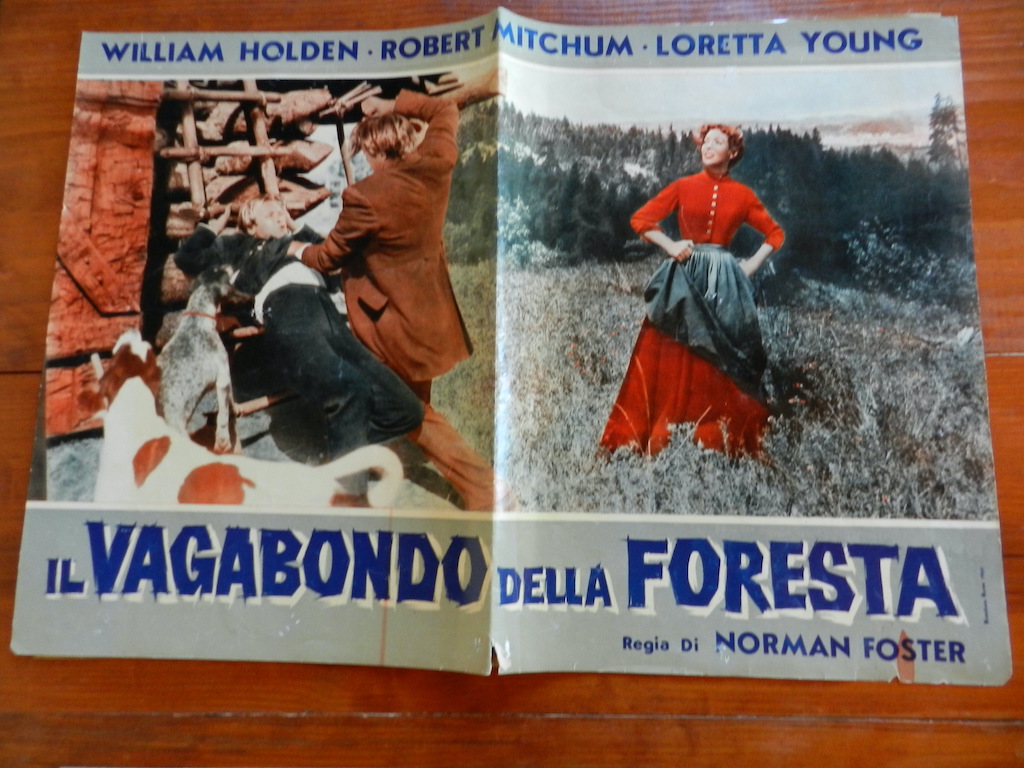 WILLIAM HOLDEN · ROBERT MITCHUM · LORETTA YOUNG
IL VAGABONDO DELLA FORESTA
Regia Di NORMAN FOSTER